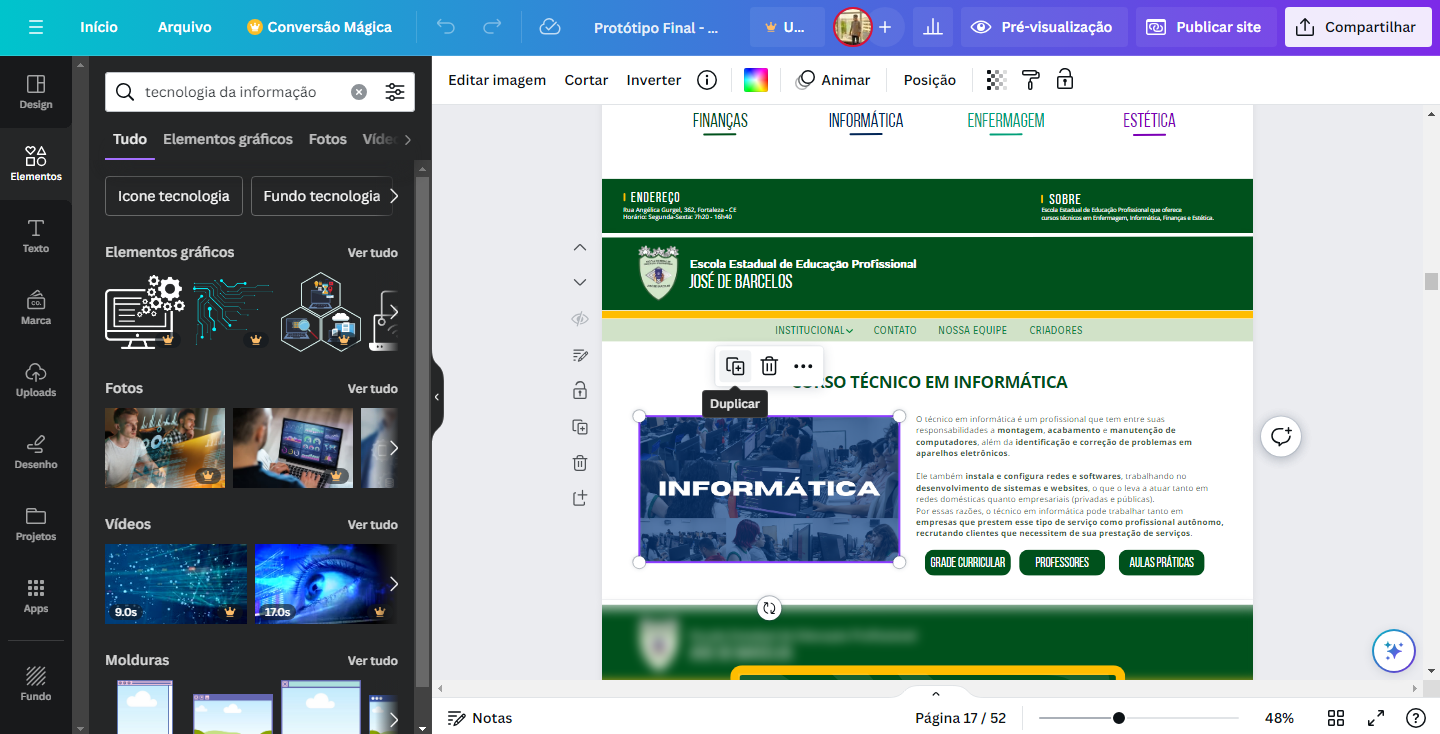 Início
Arquivo
Conversão Mágica
Protótipo Final - ...
U...
Pré-visualização
Publicar site
Compartilhar
Design
Elementos
Texto
Marca
Uploads
Desenho
Projetos
Apps
Fundo
tecnologia da informação
Tudo
Elementos gráficos
Fotos
Víde
Icone tecnologia
Fundo tecnologia
Elementos gráficos
Ver tudo
Fotos
Ver tudo
Vídeos
Ver tudo
9.0s
17.0s
Molduras
Ver tudo
Editar imagem
Cortar
Inverter
Animar
Posição
FINANÇAS
INFORMÁTICA
ENFERMAGEM
ESTÉTICA
ENDEREÇO
Rua Angélica Gurgel, 362, Fortaleza - CE
Horário: Segunda-Sexta: 7h20 - 16h40
SOBRE
Escola Estadual de Educação Profissional que oferece
cursos técnicos em Enfermagem, Informática, Finanças e Estética.
Escola Estadual de Educação Profissional
JOSÉ DE BARCELOS
INSTITUCIONAL
CONTATO
NOSSA EQUIPE
CRIADORES
Duplicar
CURSO TÉCNICO EM INFORMÁTICA
INFORMÁTICA
O técnico em informática é um profissional que tem entre suas
responsabilidades a montagem, acabamento e manutenção de
computadores, além da identificação e correção de problemas em
aparelhos eletrônicos.
Ele também instala e configura redes e softwares, trabalhando no
desenvolvimento de sistemas e websites, o que o leva a atuar tanto em
redes domésticas quanto empresariais (privadas e públicas).
Por essas razões, o técnico em informática pode trabalhar tanto em
empresas que prestem esse tipo de serviço como profissional autônomo,
recrutando clientes que necessitem de sua prestação de serviços.
GRADE CURRICULAR
PROFESSORES
AULAS PRÁTICAS
Notas
Página 17 / 52
48%